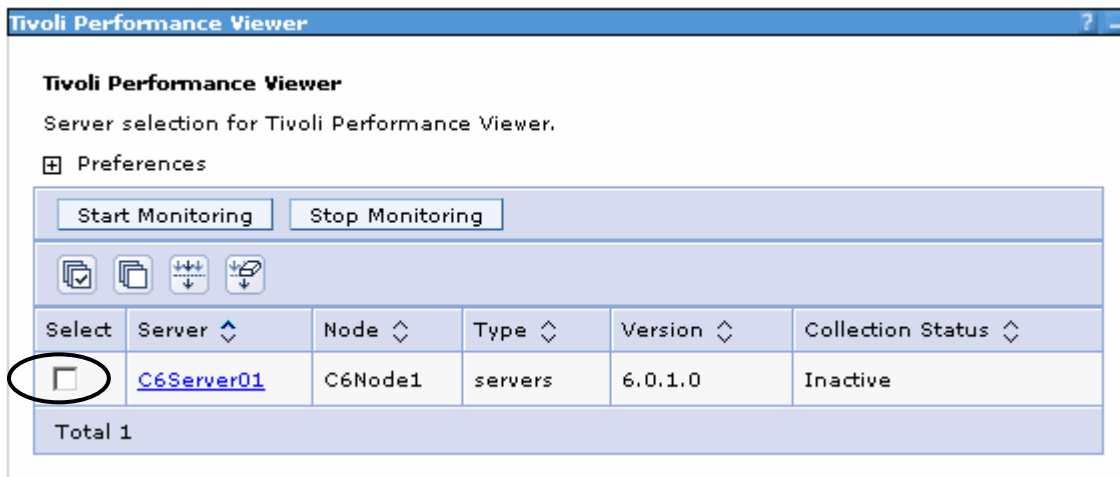 Tivoli Performance Viewer ?
Tivoli Performance Viewer
Server selection for Tivoli Performance Viewer.
Preferences
Start Monitoring Stop Monitoring
Select Server Node Type Version Collection Status
C6Server01 C6Node1 servers 6.0.1.0 Inactive
Total 1